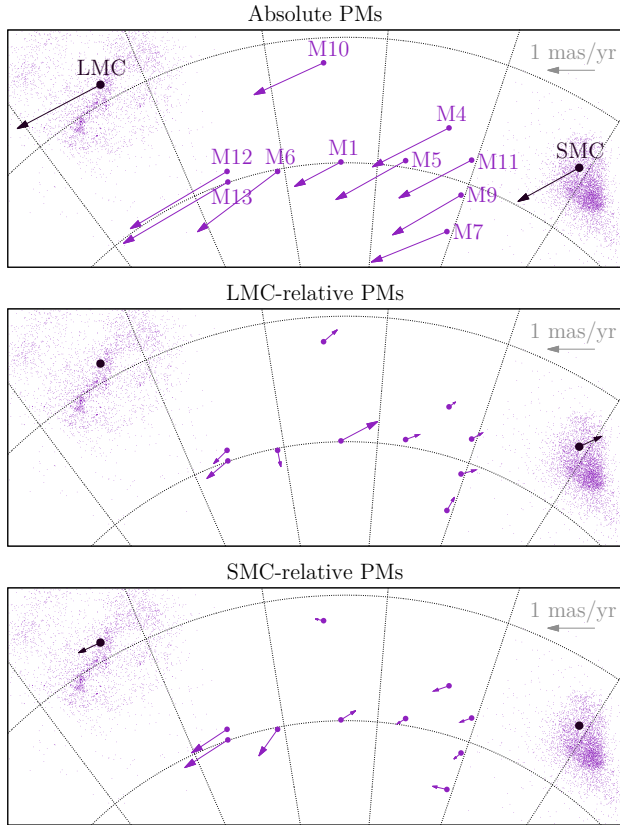 Absolute PMs
M10
1 mas/yr
LMC
M4
M12
M6
M1
M5
M11
SMC
M13
M9
M7
LMC-relative PMs
1 mas/yr
SMC-relative PMs
1 mas/yr